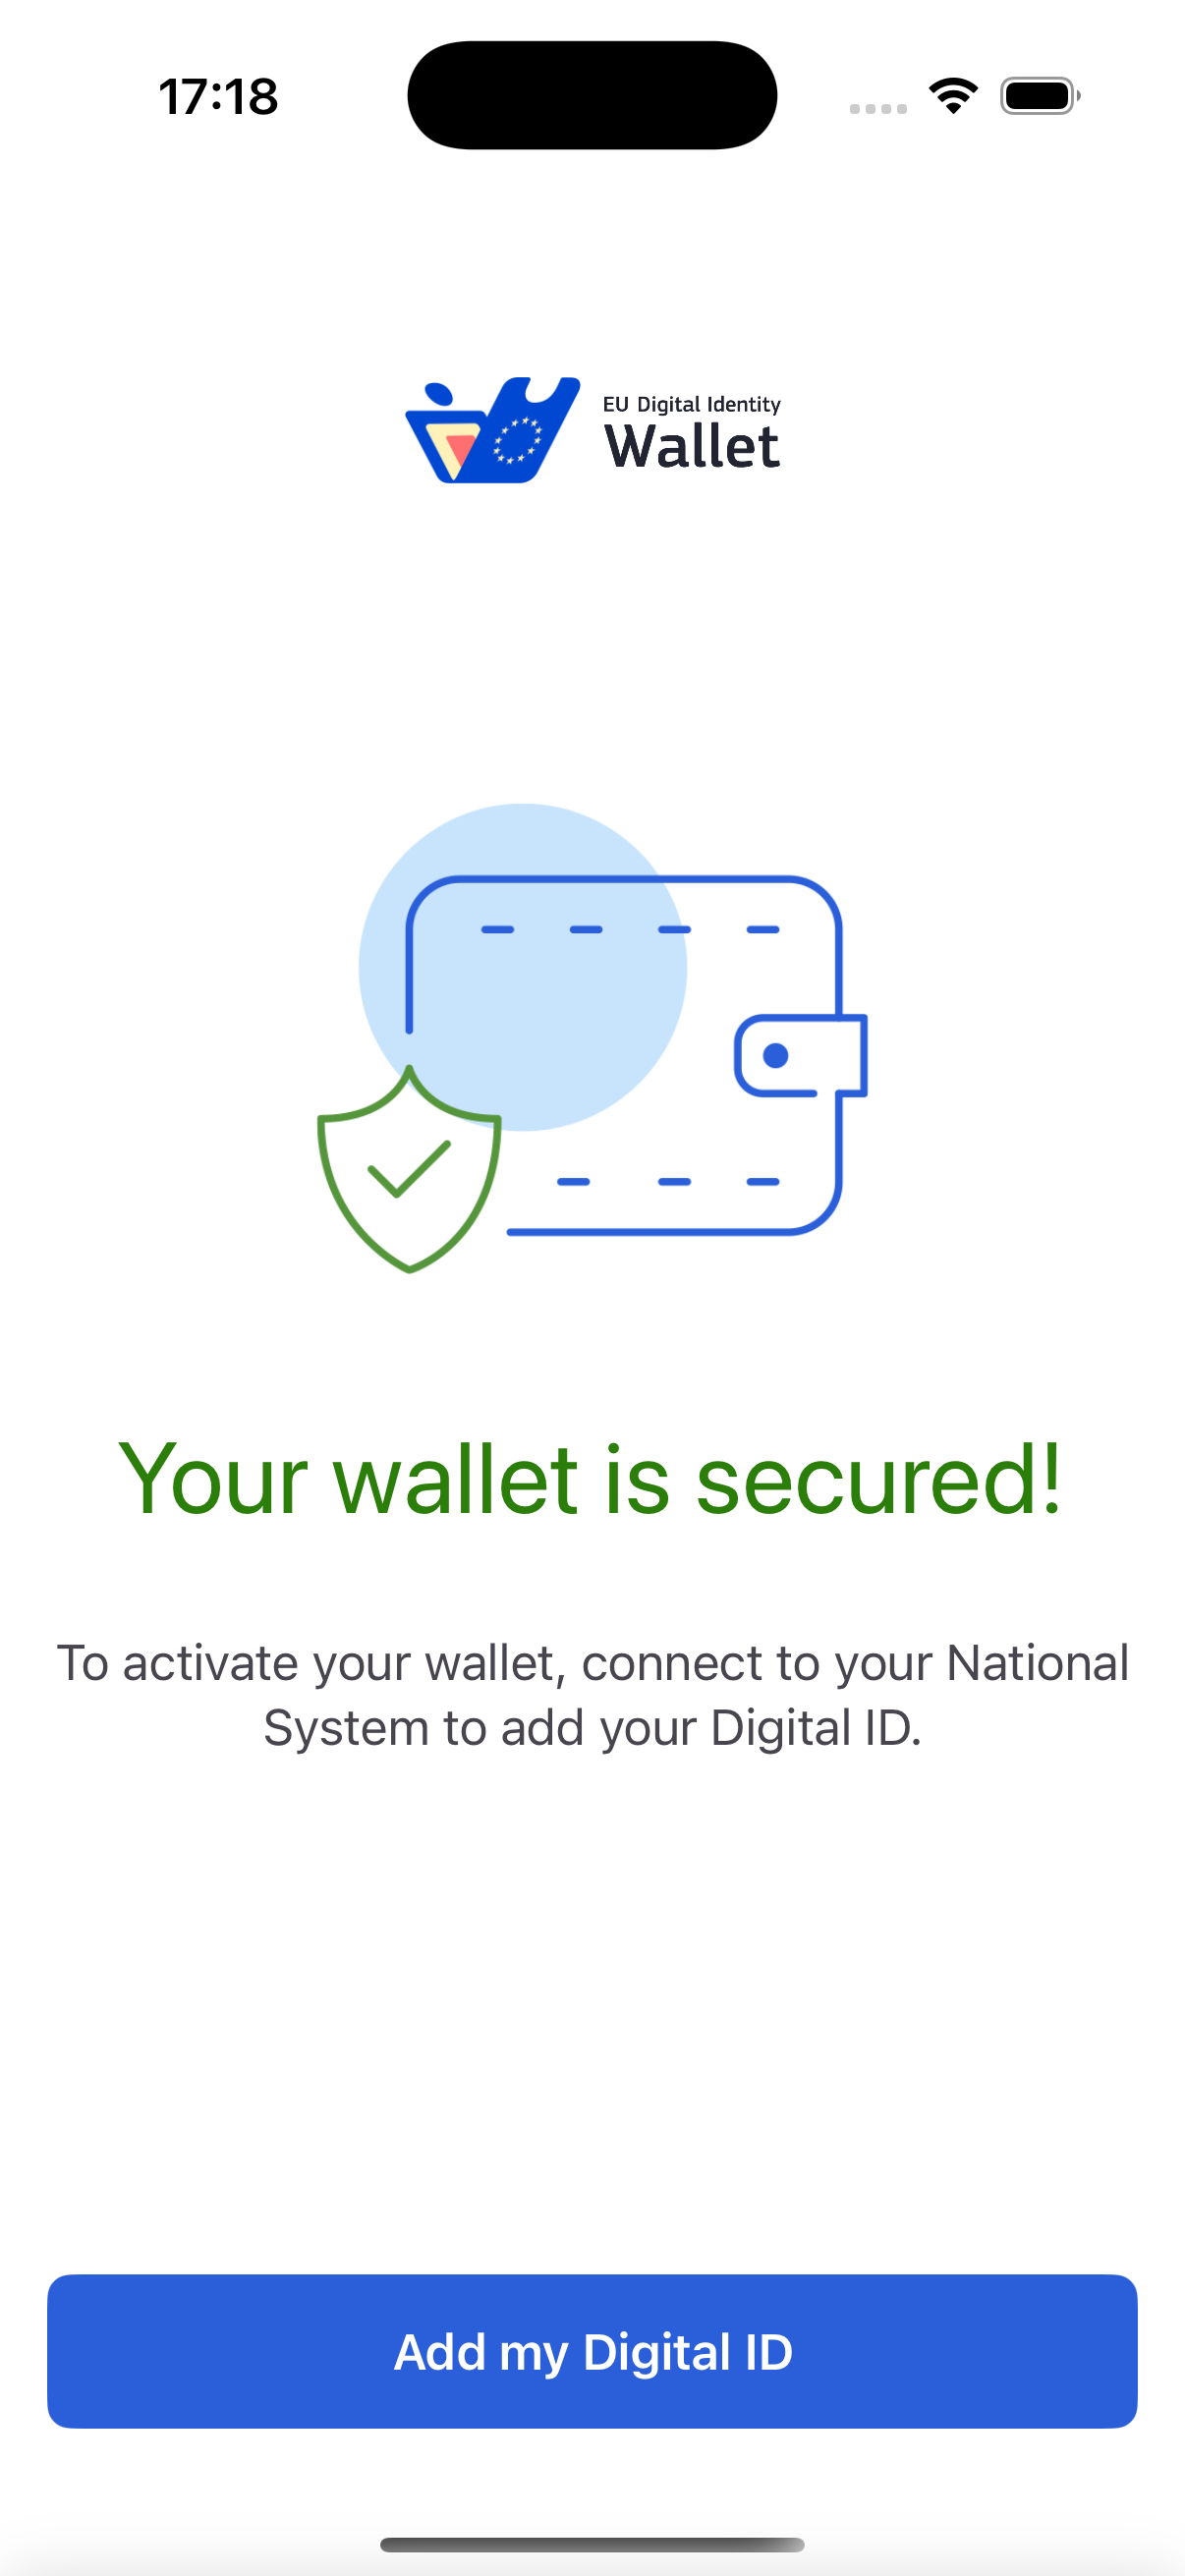 17:18
EU Digital Identity
Wallet
Your wallet is secured!
To activate your wallet, connect to your National
System to add your Digital ID.
Add my Digital ID